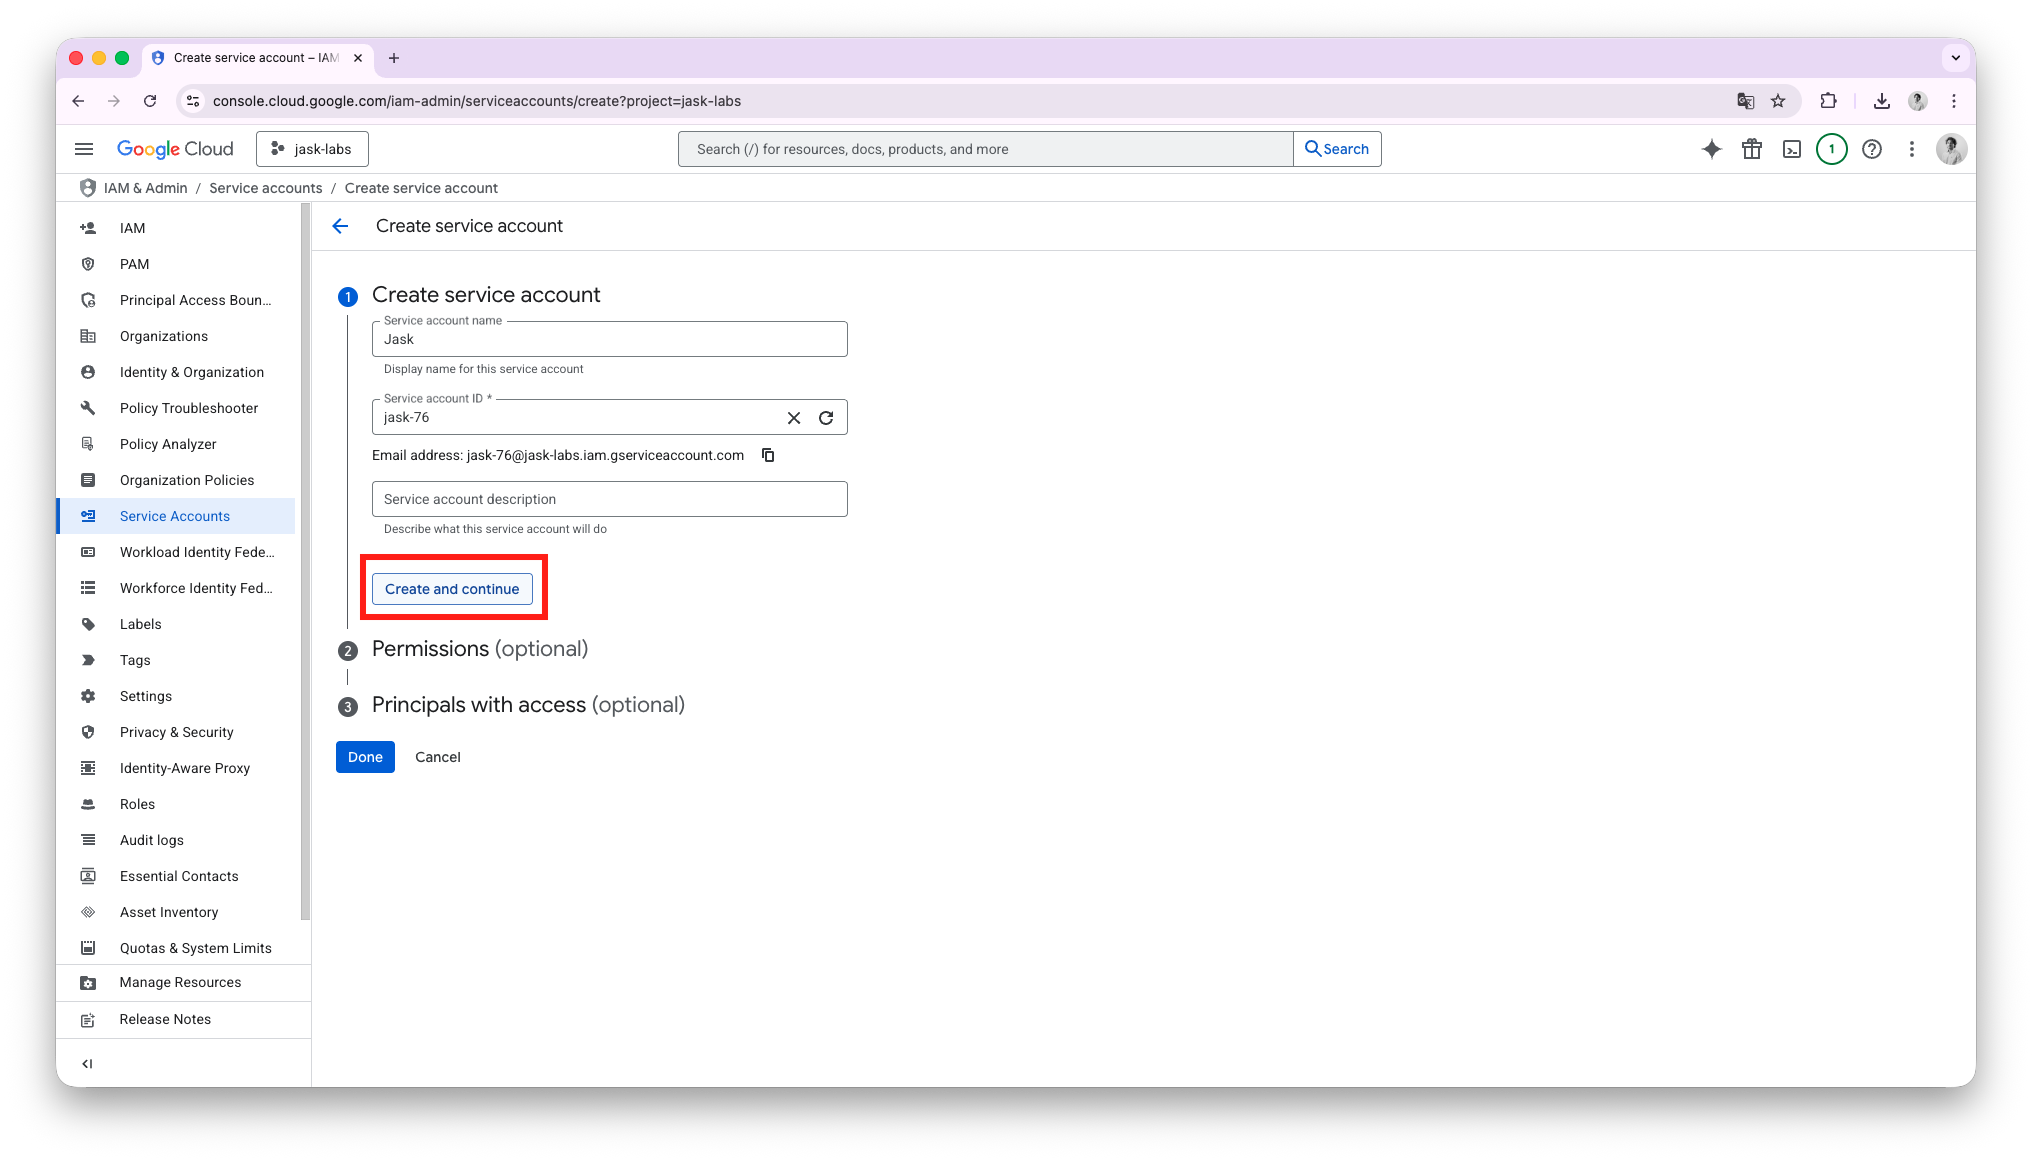 Create service account – IAM
console.cloud.google.com/iam-admin/serviceaccounts/create?project=jask-labs
Google Cloud
jask-labs
Search (/) for resources, docs, products, and more
Search
1
IAM & Admin / Service accounts / Create service account
IAM
PAM
Principal Access Boun...
Organizations
Identity & Organization
Policy Troubleshooter
Policy Analyzer
Organization Policies
Service Accounts
Workload Identity Fede...
Workforce Identity Fed...
Labels
Tags
Settings
Privacy & Security
Identity-Aware Proxy
Roles
Audit logs
Essential Contacts
Asset Inventory
Quotas & System Limits
Manage Resources
Release Notes
Create service account
1 Create service account
Service account name
Jask
Display name for this service account
Service account ID *
jask-76
Email address: jask-76@jask-labs.iam.gserviceaccount.com
Service account description
Describe what this service account will do
Create and continue
2 Permissions (optional)
3 Principals with access (optional)
Done Cancel